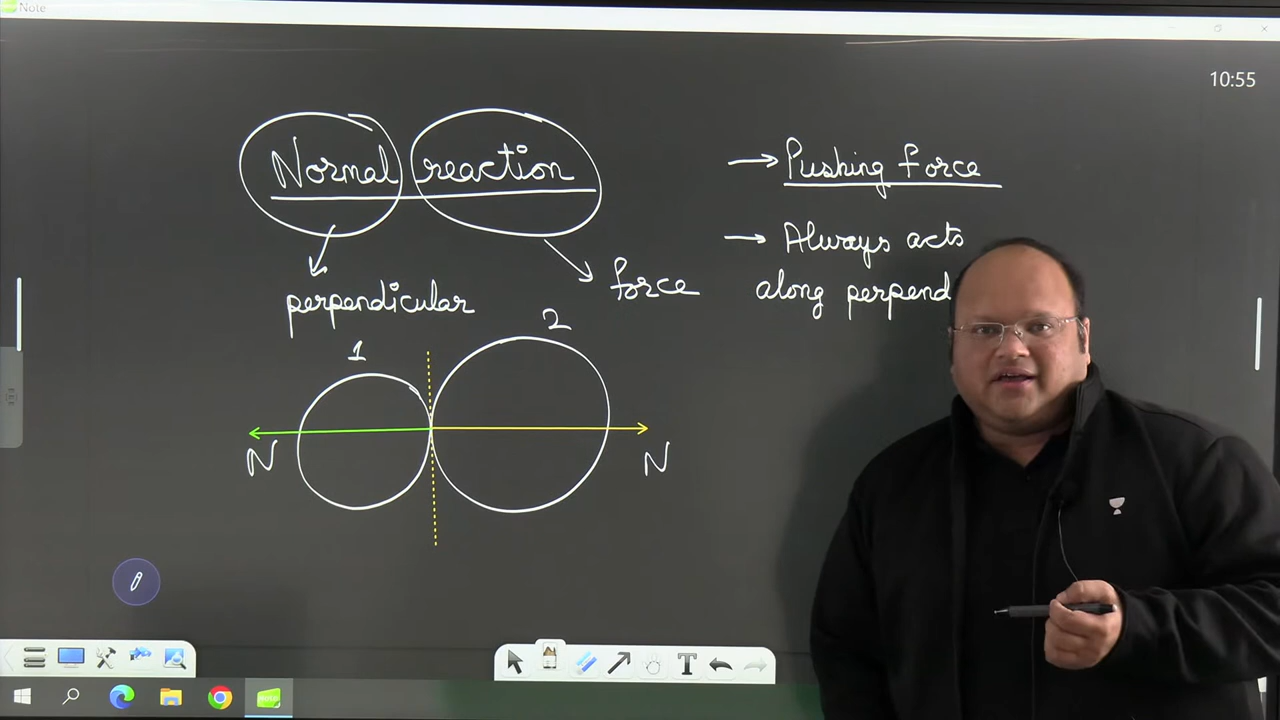 Note
10:55
Normal reaction
→ Pushing force
→ Always acts
along perpend
perpendicular
force
1
2
N
N
T